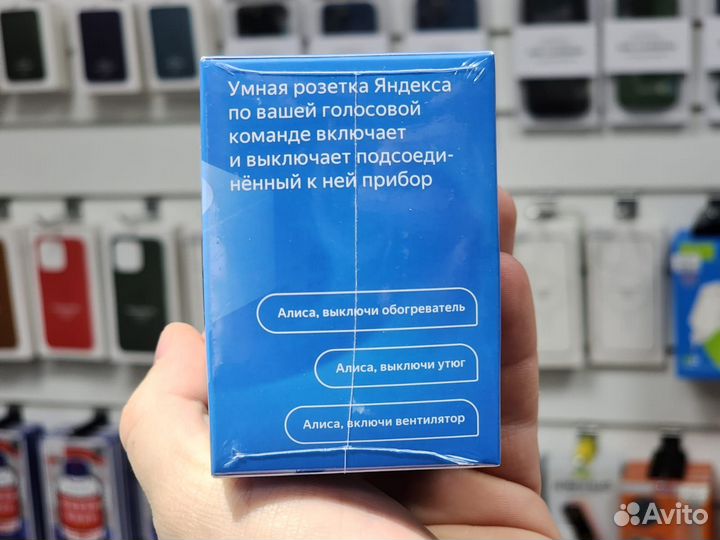 Умная розетка Яндекса
по вашей голосовой
команде включает
и выключает подсоеди-
нённый к ней прибор
Алиса, выключи обогреватель
Алиса, выключи утюг
Алиса, включи вентилятор
Avito